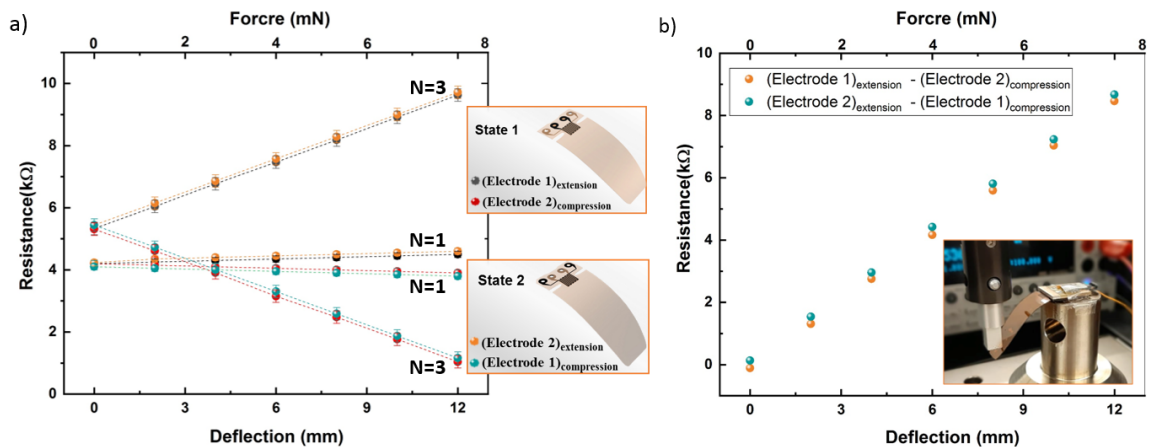 a)
Forcre (mN)
0 2 4 6 8
10
8
6
4
2
0
Resistance(kΩ)
N=3
N=1
N=1
N=3
0 3 6 9 12
Deflection (mm)
State 1
(Electrode 1)extension
(Electrode 2)compression
State 2
(Electrode 2)extension
(Electrode 1)compression
b)
Forcre (mN)
0 2 4 6 8
10
8
6
4
2
0
Resistance (kΩ)
(Electrode 1)extension - (Electrode 2)compression
(Electrode 2)extension - (Electrode 1)compression
0 3 6 9 12
Deflection (mm)